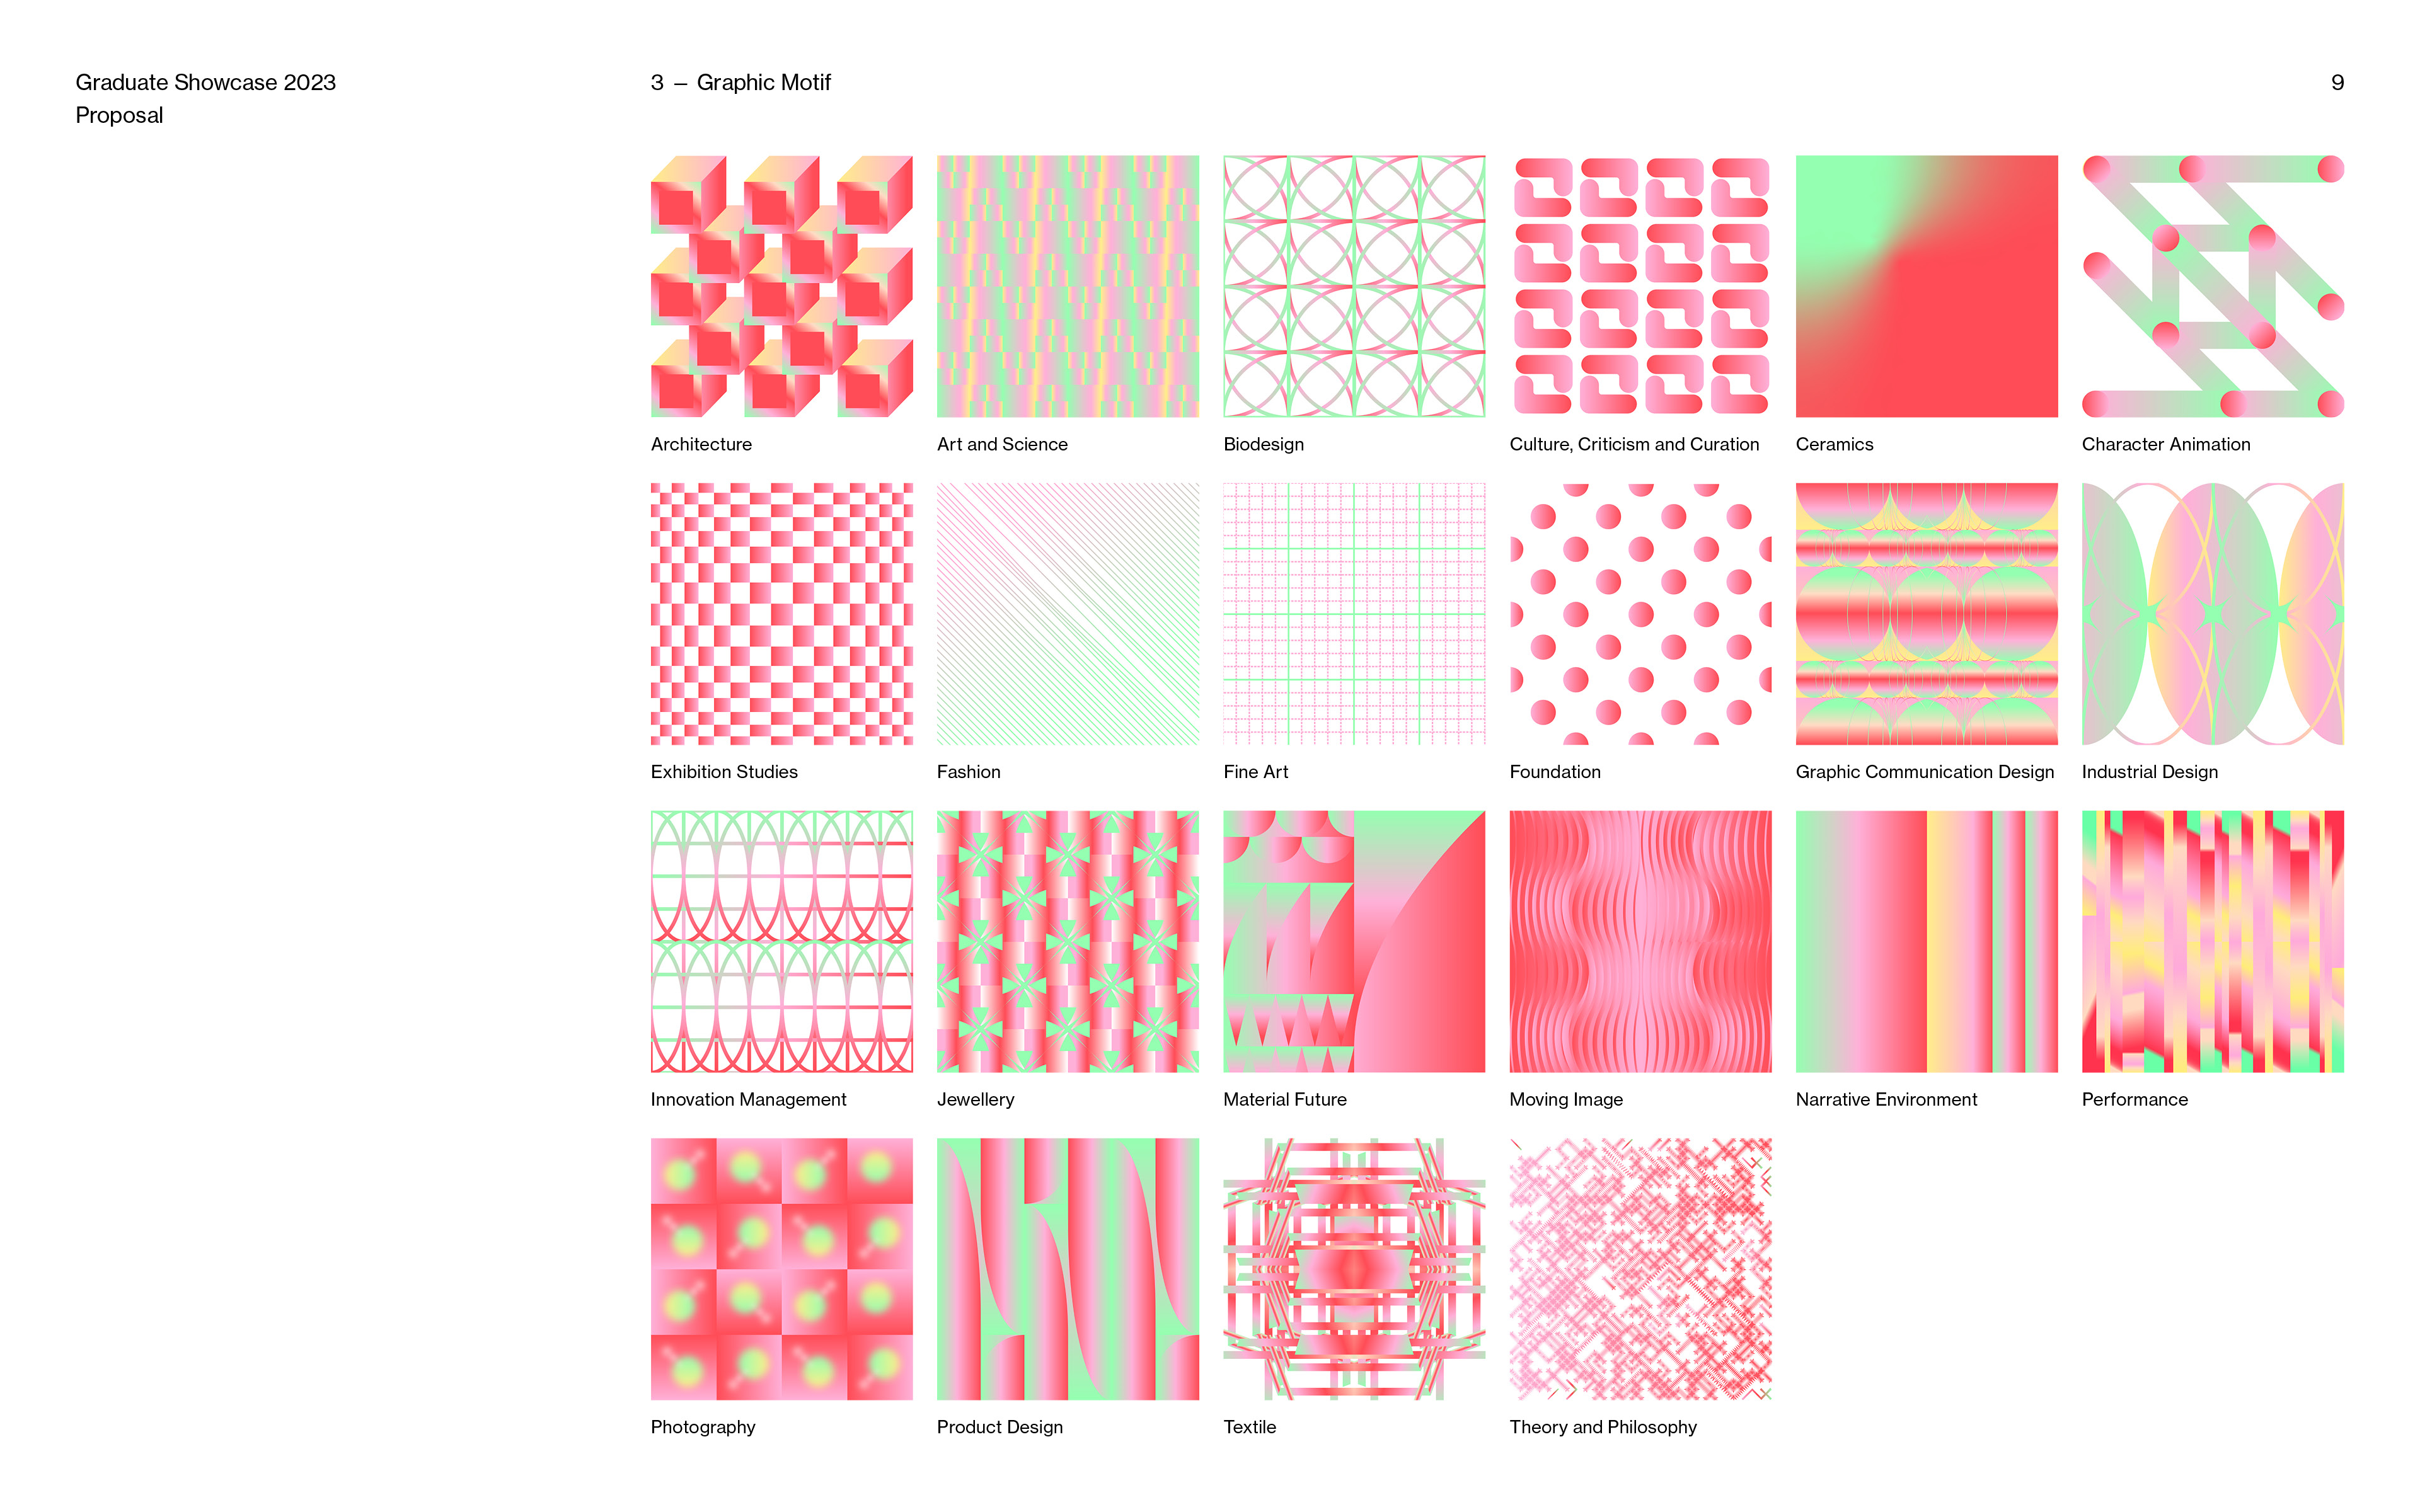 Graduate Showcase 2023
Proposal
3 — Graphic Motif
9
Architecture
Art and Science
Biodesign
Culture, Criticism and Curation
Ceramics
Character Animation
Exhibition Studies
Fashion
Fine Art
Foundation
Graphic Communication Design
Industrial Design
Innovation Management
Jewellery
Material Future
Moving Image
Narrative Environment
Performance
Photography
Product Design
Textile
Theory and Philosophy